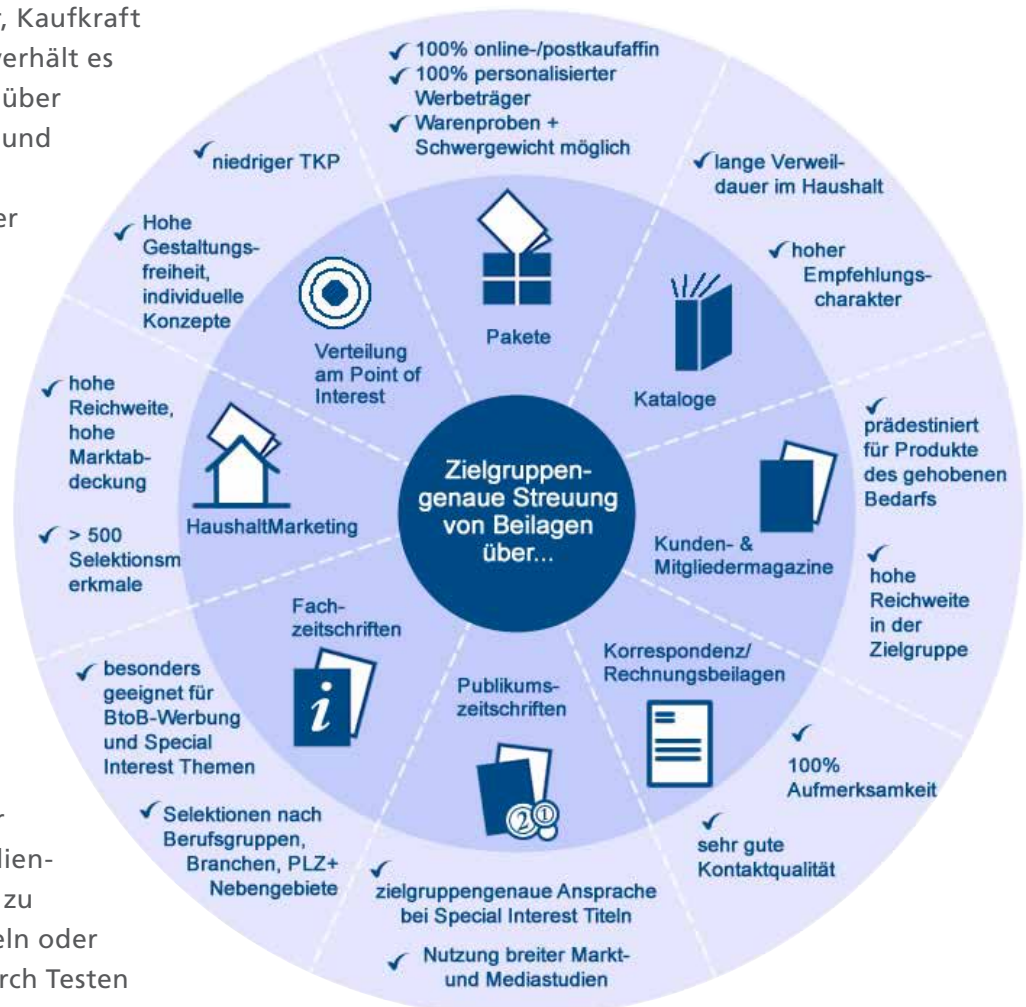 , Kaufkraft
verhält es
über
und
er
r
dien-
zu
eln oder
rch Testen
✓ 100% online-/postkaufaffin
✓ 100% personalisierter
Werbeträger
✓ Warenproben +
Schwergewicht möglich
Pakete
✓ lange Verweil-
dauer im Haushalt
✓ hoher
Empfehlungs-
charakter
Kataloge
✓
prädestiniert
für Produkte
des gehobenen
Bedarfs
✓
hohe
Reichweite
in der
Zielgruppe
Kunden- &
Mitgliedermagazine
✓
100%
Aufmerksamkeit
✓
sehr gute
Kontaktqualität
Korrespondenz/
Rechnungsbeilagen
Publikums-
zeitschriften
2 1
✓
zielgruppengenaue Ansprache
bei Special Interest Titeln
✓ Nutzung breiter Markt-
und Mediastudien
Fach-
zeitschriften
i
✓ besonders
geeignet für
BtoB-Werbung
und Special
Interest Themen
✓ Selektionen nach
Berufsgruppen,
Branchen, PLZ+
Nebengebiete
HaushaltMarketing
✓ hohe
Reichweite,
hohe
Marktab-
deckung
✓ > 500
Selektionsm
erkmale
Verteilung
am Point of
Interest
✓ niedriger TKP
✓ Hohe
Gestaltungs-
freiheit,
individuelle
Konzepte
Zielgruppen-
genaue Streuung
von Beilagen
über...